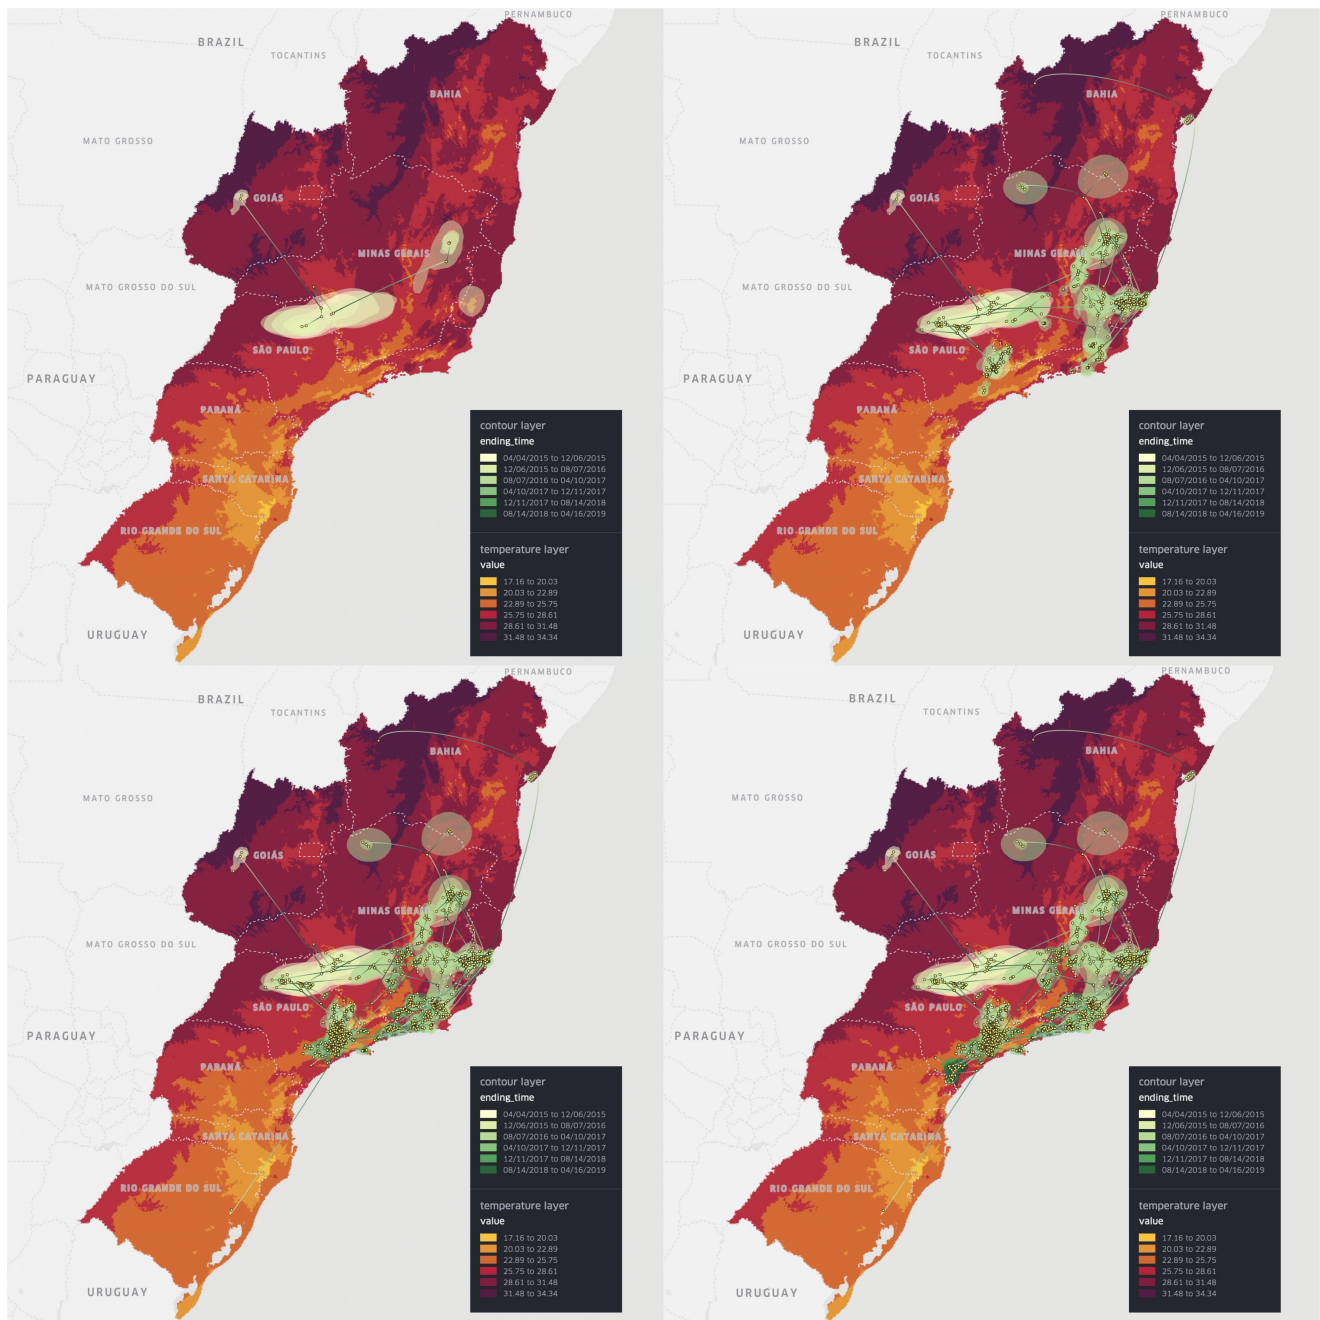 PERNAMBUCO
BRAZIL
TOCANTINS
BAHIA
MATO GROSSO
GOIÁS
MINAS GERAIS
MATO GROSSO DO SUL
SÃO PAULO
PARAGUAY
PARANÁ
SANTA CATARINA
RIO GRANDE DO SUL
URUGUAY
contour layer
ending_time
04/04/2015 to 12/06/2015
12/06/2015 to 08/07/2016
08/07/2016 to 04/10/2017
04/10/2017 to 12/11/2017
12/11/2017 to 08/14/2018
08/14/2018 to 04/16/2019
temperature layer
value
17.16 to 20.03
20.03 to 22.89
22.89 to 25.75
25.75 to 28.61
28.61 to 31.48
31.48 to 34.34
PERNAMBUCO
BRAZIL
TOCANTINS
BAHIA
MATO GROSSO
GOIÁS
MINAS GERAIS
MATO GROSSO DO SUL
SÃO PAULO
PARAGUAY
PARANÁ
SANTA CATARINA
RIO GRANDE DO SUL
URUGUAY
contour layer
ending_time
04/04/2015 to 12/06/2015
12/06/2015 to 08/07/2016
08/07/2016 to 04/10/2017
04/10/2017 to 12/11/2017
12/11/2017 to 08/14/2018
08/14/2018 to 04/16/2019
temperature layer
value
17.16 to 20.03
20.03 to 22.89
22.89 to 25.75
25.75 to 28.61
28.61 to 31.48
31.48 to 34.34
PERNAMBUCO
BRAZIL
TOCANTINS
BAHIA
MATO GROSSO
GOIÁS
MINAS GERAIS
MATO GROSSO DO SUL
SÃO PAULO
PARAGUAY
PARANÁ
SANTA CATARINA
RIO GRANDE DO SUL
URUGUAY
contour layer
ending_time
04/04/2015 to 12/06/2015
12/06/2015 to 08/07/2016
08/07/2016 to 04/10/2017
04/10/2017 to 12/11/2017
12/11/2017 to 08/14/2018
08/14/2018 to 04/16/2019
temperature layer
value
17.16 to 20.03
20.03 to 22.89
22.89 to 25.75
25.75 to 28.61
28.61 to 31.48
31.48 to 34.34
PERNAMBUCO
BRAZIL
TOCANTINS
BAHIA
MATO GROSSO
GOIÁS
MINAS GERAIS
MATO GROSSO DO SUL
SÃO PAULO
PARAGUAY
PARANÁ
SANTA CATARINA
RIO GRANDE DO SUL
URUGUAY
contour layer
ending_time
04/04/2015 to 12/06/2015
12/06/2015 to 08/07/2016
08/07/2016 to 04/10/2017
04/10/2017 to 12/11/2017
12/11/2017 to 08/14/2018
08/14/2018 to 04/16/2019
temperature layer
value
17.16 to 20.03
20.03 to 22.89
22.89 to 25.75
25.75 to 28.61
28.61 to 31.48
31.48 to 34.34